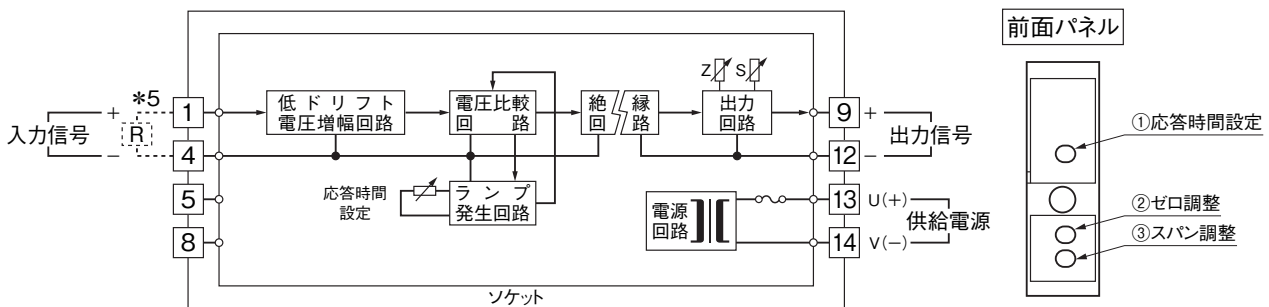 前面パネル
*5
入力信号
+
R
−
1
4
5
8
低ドリフト
電圧増幅回路
電圧比較
回路
絶縁
回路
Z
S
出力
回路
応答時間
設定
ランプ
発生回路
電源
回路
9
+
12
−
出力信号
13
U(+)
14
V(−)
供給電源
ソケット
①応答時間設定
②ゼロ調整
③スパン調整